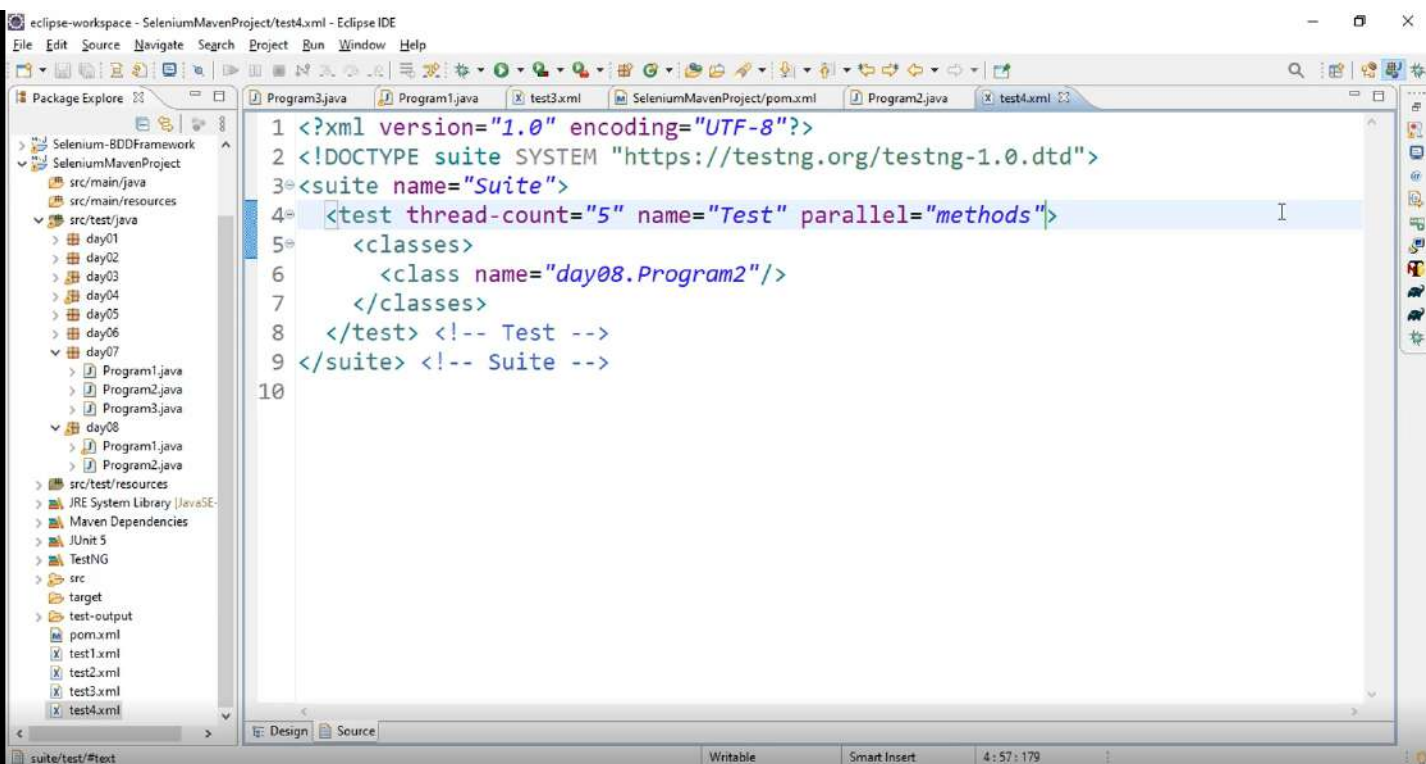 eclipse-workspace - SeleniumMavenProject/test4.xml - Eclipse IDE
File Edit Source Navigate Search Project Run Window Help
Package Explore
Program3.java Program1.java test3.xml SeleniumMavenProject/pom.xml Program2.java test4.xml
Selenium-BDDFramework
SeleniumMavenProject
src/main/java
src/main/resources
src/test/java
day01
day02
day03
day04
day05
day06
day07
Program1.java
Program2.java
Program3.java
day08
Program1.java
Program2.java
src/test/resources
JRE System Library [JavaSE-
Maven Dependencies
JUnit 5
TestNG
src
target
test-output
pom.xml
test1.xml
test2.xml
test3.xml
test4.xml
1 <?xml version="1.0" encoding="UTF-8"?>
2 <!DOCTYPE suite SYSTEM "https://testng.org/testng-1.0.dtd">
3 <suite name="Suite">
4 <test thread-count="5" name="Test" parallel="methods">
5 <classes>
6 <class name="day08.Program2"/>
7 </classes>
8 </test> <!-- Test -->
9 </suite> <!-- Suite -->
10
Design Source
suite/test/#text Writable Smart Insert 4:57:179